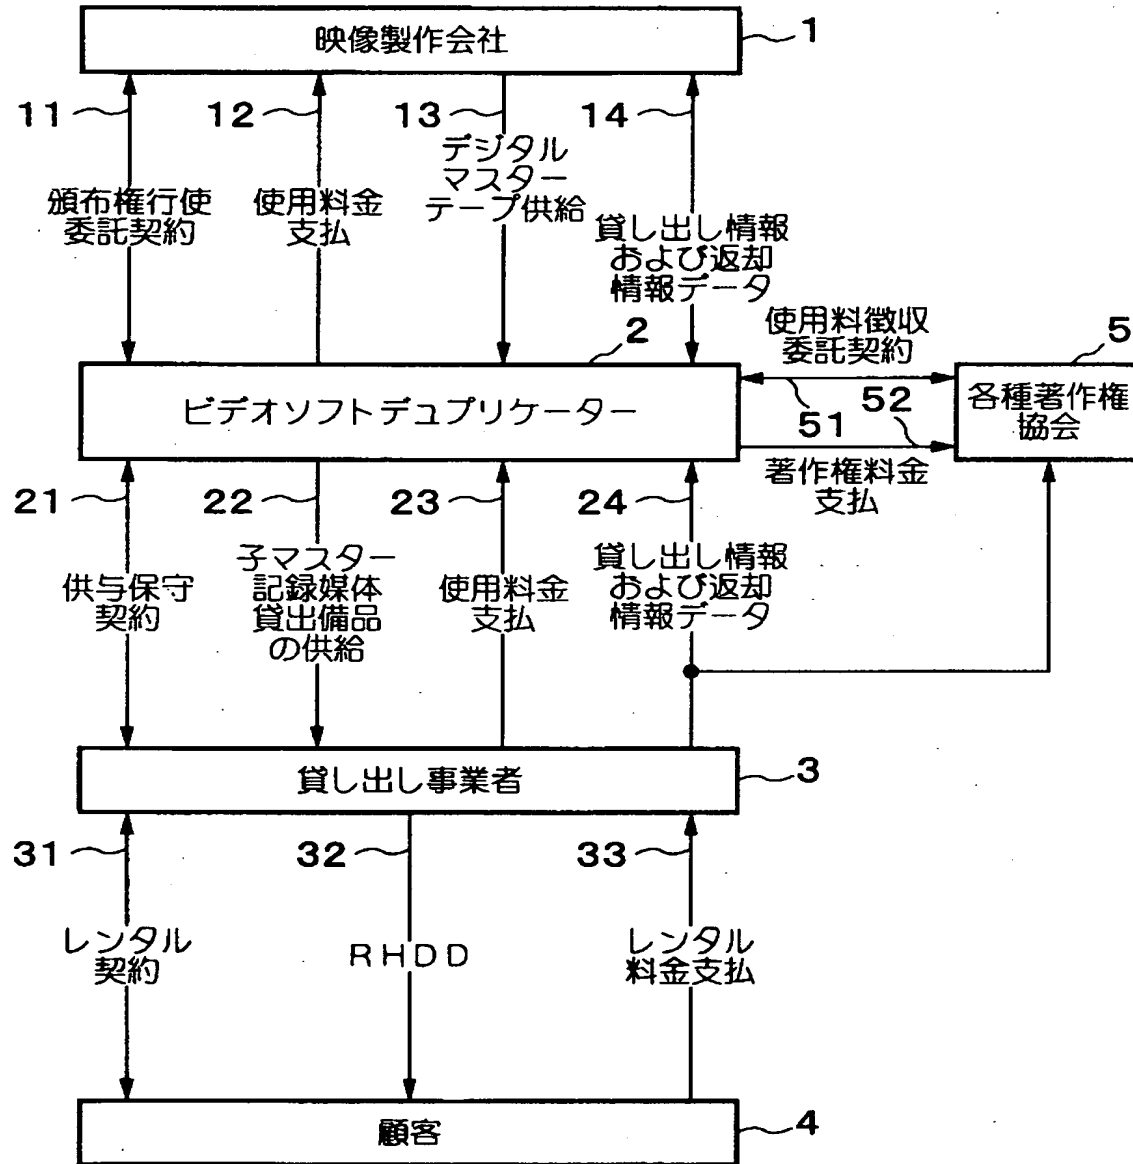 映像製作会社
1
11
12
13
14
デジタル
マスター
テープ供給
頒布権行使
委託契約
使用料金
支払
貸し出し情報
および返却
情報データ
2
使用料徴収
委託契約
5
ビデオソフトデュプリケーター
51
52
各種著作権
協会
著作権料金
支払
21
22
23
24
供与保守
契約
子マスター
記録媒体
貸出備品
の供給
使用料金
支払
貸し出し情報
および返却
情報データ
貸し出し事業者
3
31
32
33
レンタル
契約
RHDD
レンタル
料金支払
顧客
4